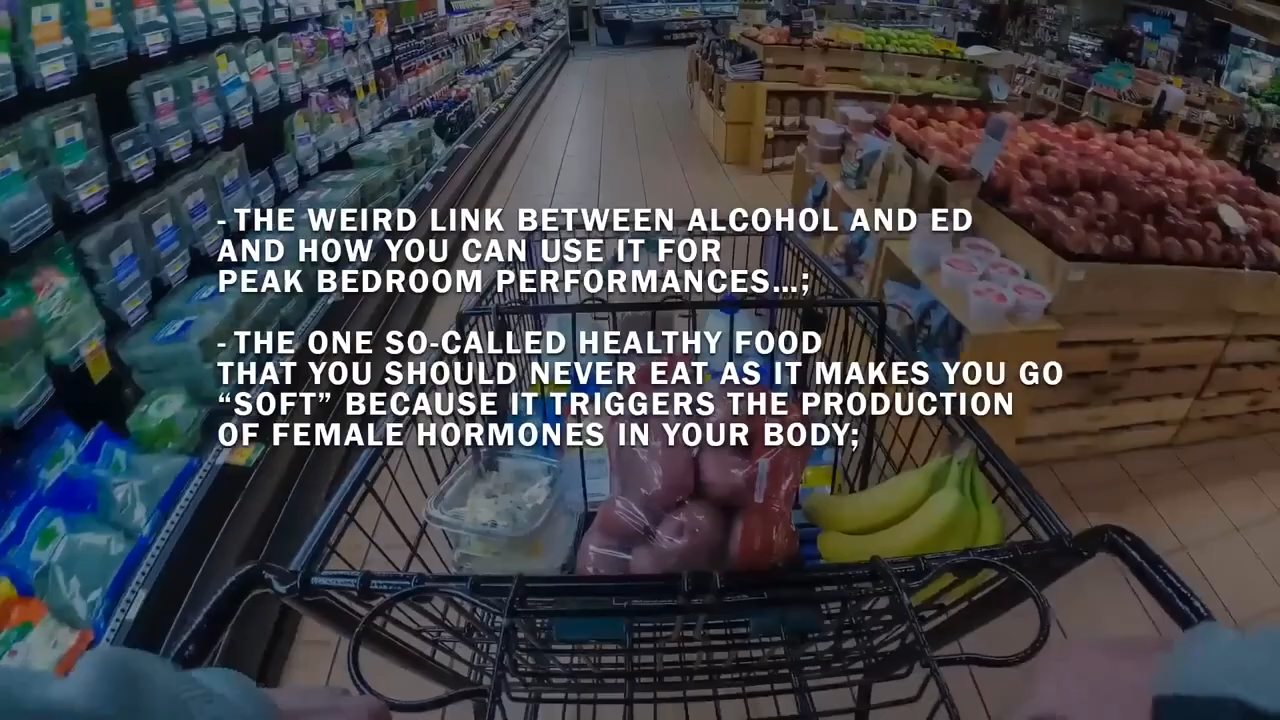 - THE WEIRD LINK BETWEEN ALCOHOL AND ED
AND HOW YOU CAN USE IT FOR
PEAK BEDROOM PERFORMANCES...;
- THE ONE SO-CALLED HEALTHY FOOD
THAT YOU SHOULD NEVER EAT AS IT MAKES YOU GO
“SOFT” BECAUSE IT TRIGGERS THE PRODUCTION
OF FEMALE HORMONES IN YOUR BODY;